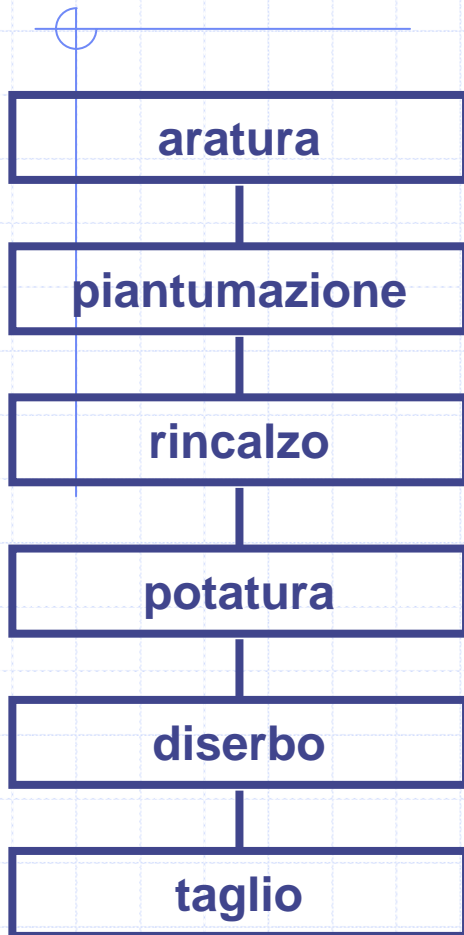 aratura
piantumazione
rincalzo
potatura
diserbo
taglio